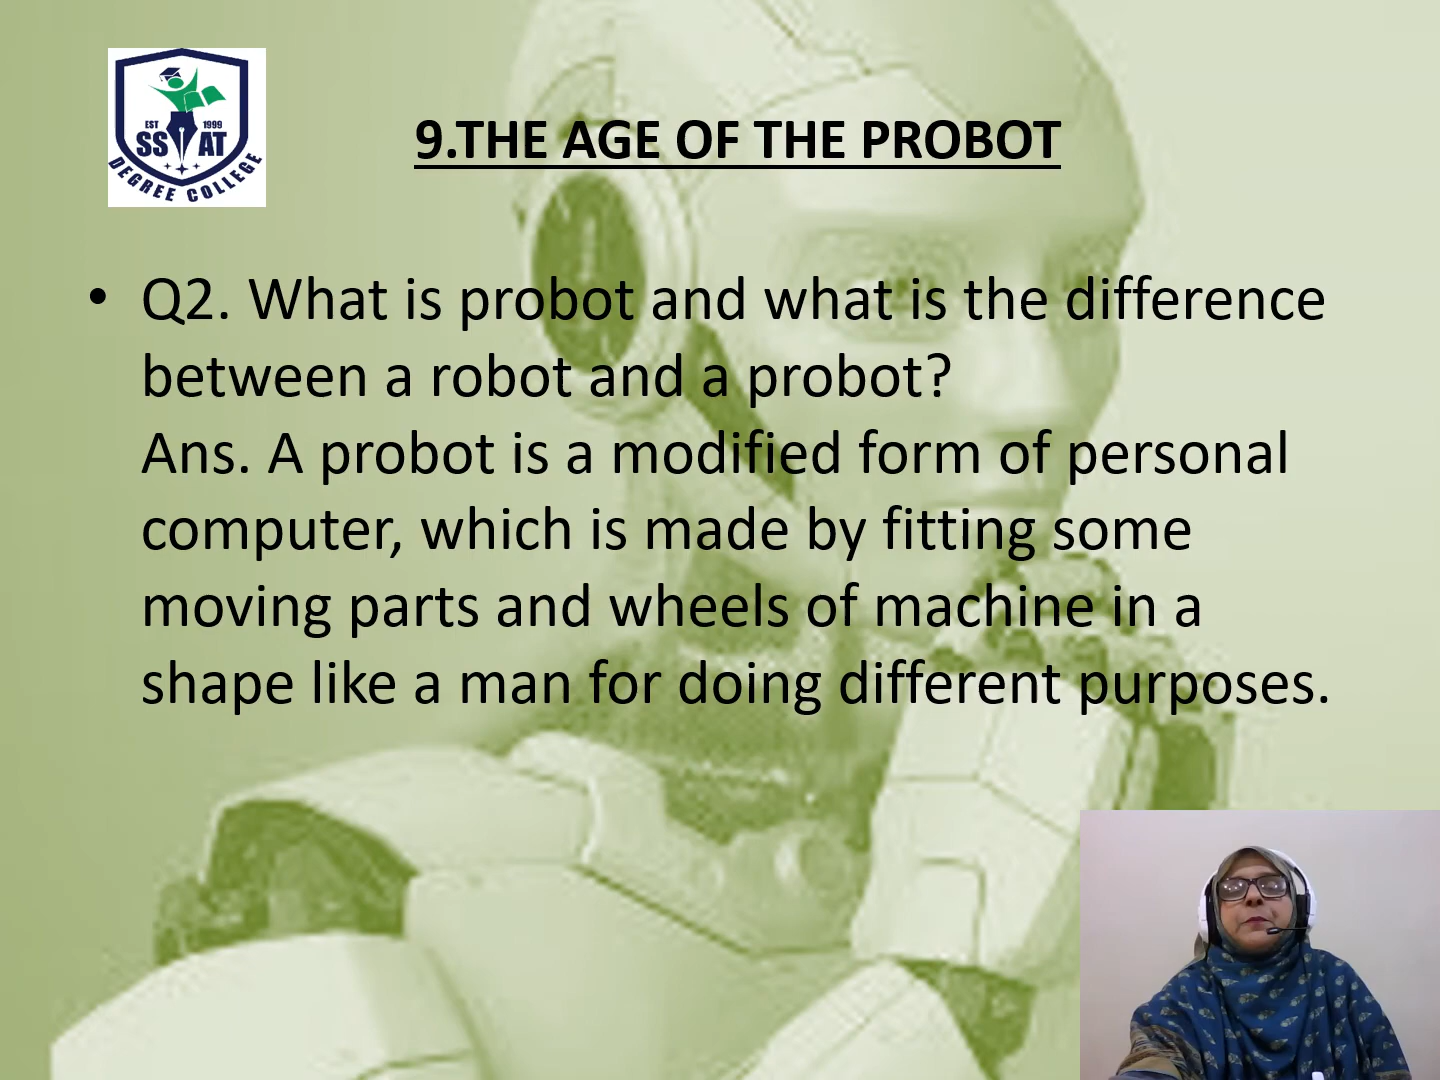 EST 1999
SS AT
DEGREE COLLEGE
9.THE AGE OF THE PROBOT
• Q2. What is probot and what is the difference
between a robot and a probot?
Ans. A probot is a modified form of personal
computer, which is made by fitting some
moving parts and wheels of machine in a
shape like a man for doing different purposes.